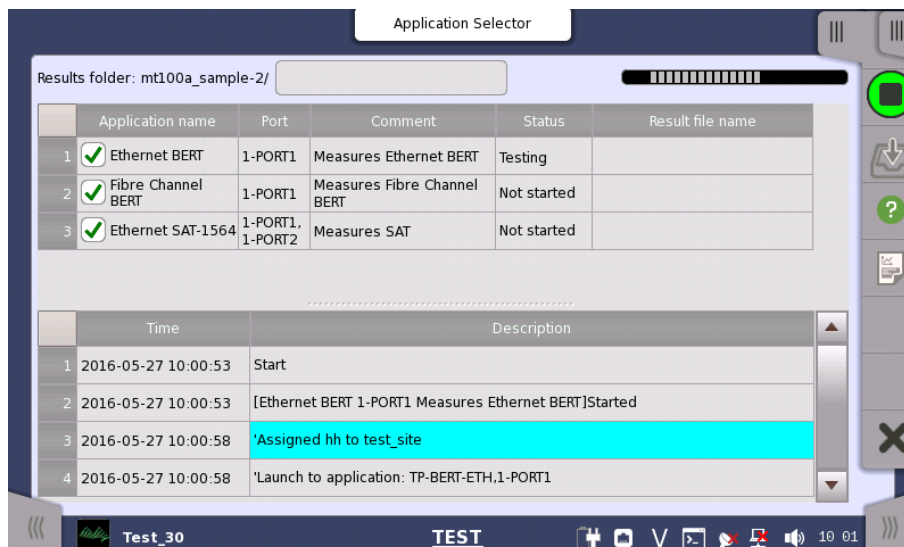 Application Selector
Results folder: mt100a_sample-2/
Application name Port Comment Status Result file name
1 Ethernet BERT 1-PORT1 Measures Ethernet BERT Testing
2 Fibre Channel BERT 1-PORT1 Measures Fibre Channel BERT Not started
3 Ethernet SAT-1564 1-PORT1, 1-PORT2 Measures SAT Not started
Time Description
1 2016-05-27 10:00:53 Start
2 2016-05-27 10:00:53 [Ethernet BERT 1-PORT1 Measures Ethernet BERT]Started
3 2016-05-27 10:00:58 'Assigned hh to test_site
4 2016-05-27 10:00:58 'Launch to application: TP-BERT-ETH,1-PORT1
Test_30 TEST V 10 01